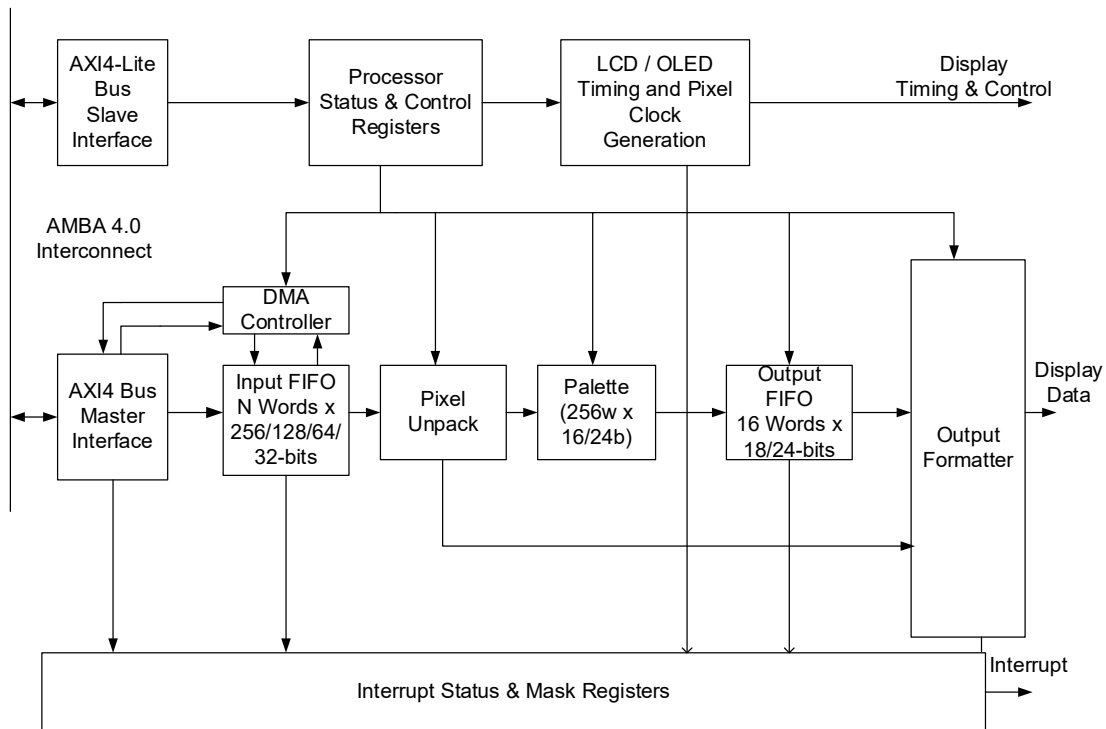 AXI4-Lite
Bus
Slave
Interface
Processor
Status & Control
Registers
LCD / OLED
Timing and Pixel
Clock
Generation
Display
Timing & Control
AMBA 4.0
Interconnect
DMA
Controller
AXI4 Bus
Master
Interface
Input FIFO
N Words x
256/128/64/
32-bits
Pixel
Unpack
Palette
(256w x
16/24b)
Output
FIFO
16 Words x
18/24-bits
Output
Formatter
Display
Data
Interrupt Status & Mask Registers
Interrupt